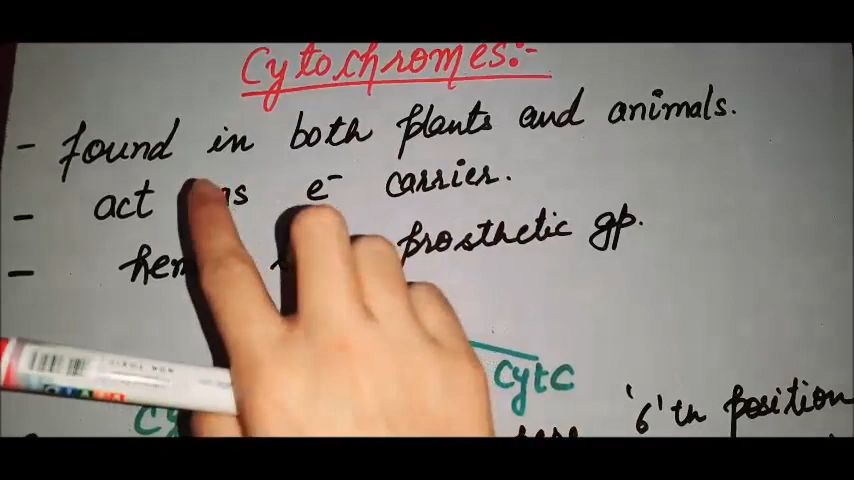 Cytochromes:-
- found in both plants and animals.
- act as e⁻ carrier.
- prosthetic gp.
Cytc
'6'th position